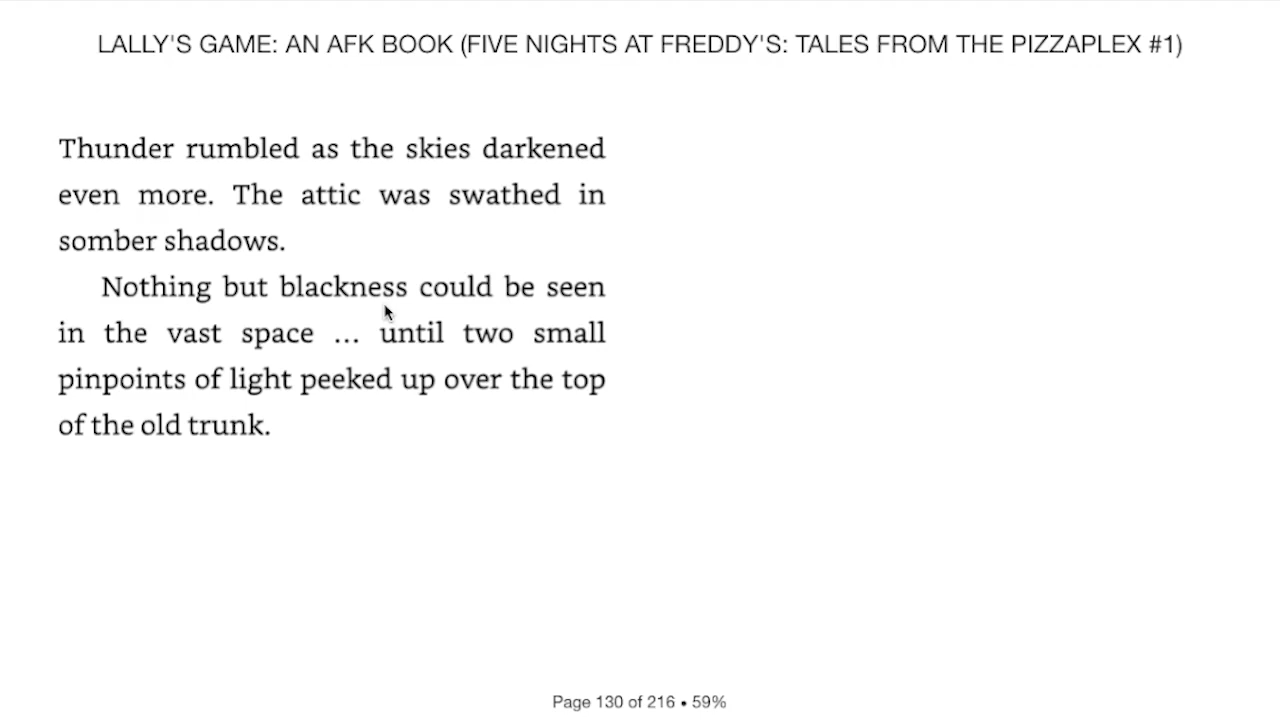 LALLY'S GAME: AN AFK BOOK (FIVE NIGHTS AT FREDDY'S: TALES FROM THE PIZZAPLEX #1)
Thunder rumbled as the skies darkened
even more. The attic was swathed in
somber shadows.
Nothing but blackness could be seen
in the vast space ... until two small
pinpoints of light peeked up over the top
of the old trunk.
Page 130 of 216 • 59%